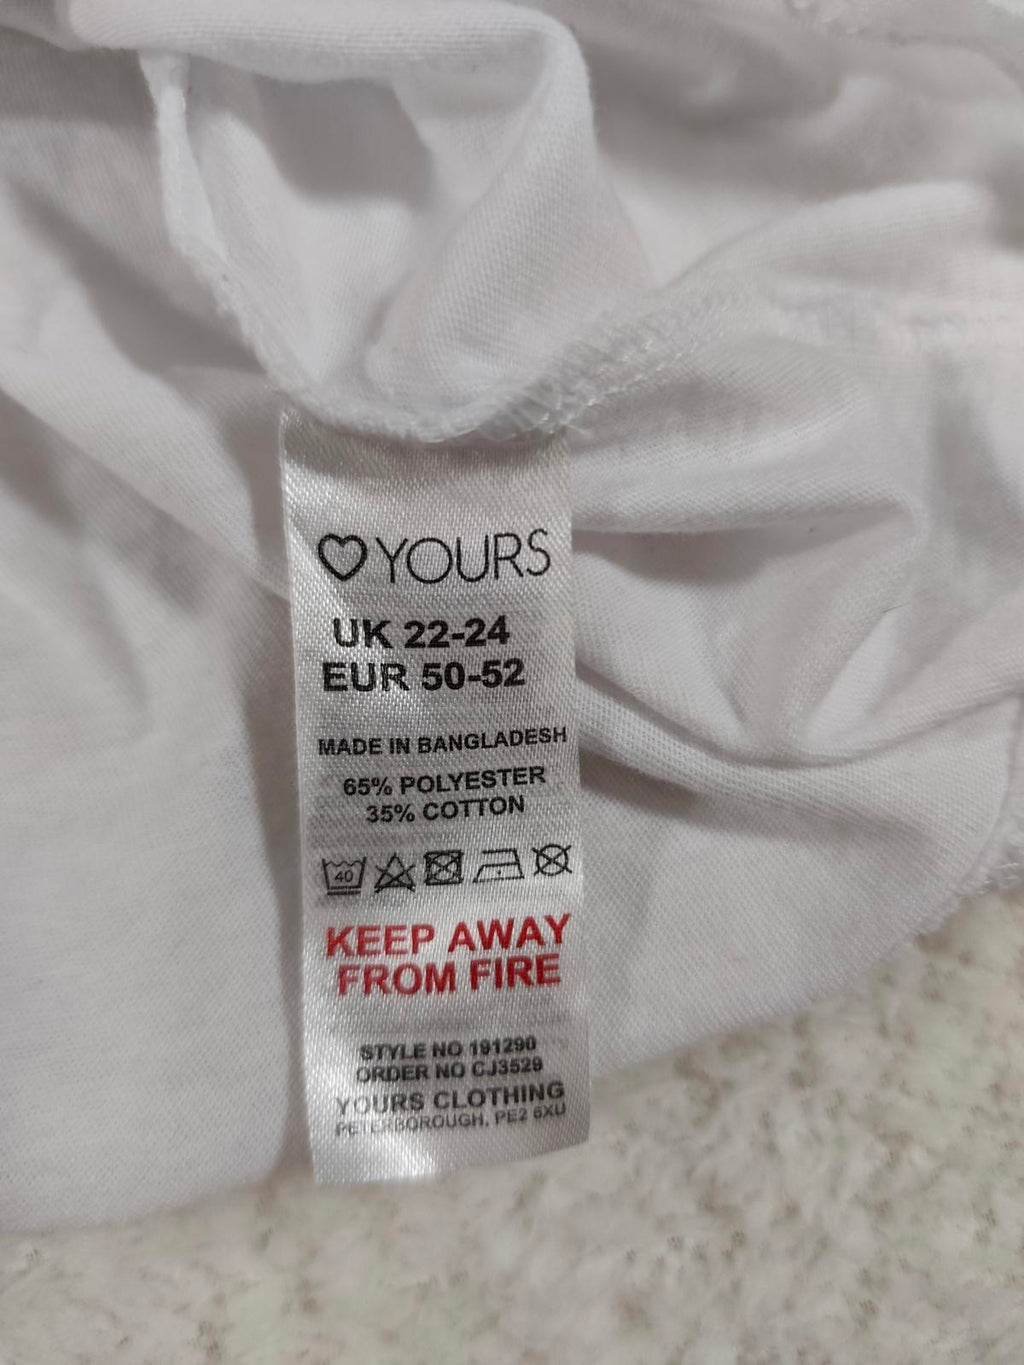 YOURS
UK 22-24
EUR 50-52
MADE IN BANGLADESH
65% POLYESTER
35% COTTON
40
KEEP AWAY
FROM FIRE
STYLE NO 191290
ORDER NO CJ3529
YOURS CLOTHING
PETERBOROUGH, PE2 6XU